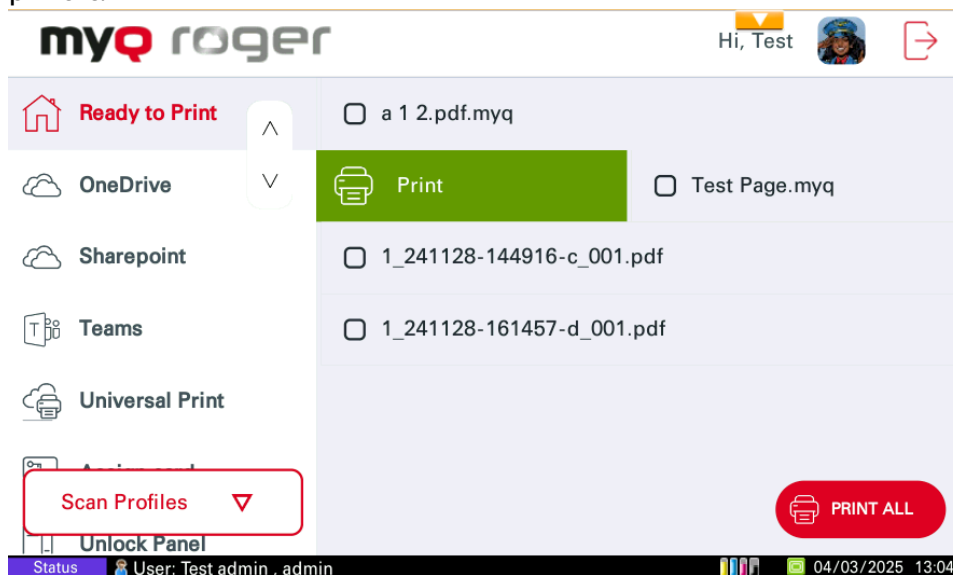 myQ roger
Hi, Test
Ready to Print
a 1 2.pdf.myq
OneDrive
Print
Test Page.myq
Sharepoint
1_241128-144916-c_001.pdf
Teams
1_241128-161457-d_001.pdf
Universal Print
Scan Profiles
PRINT ALL
Unlock Panel
Status
User: Test admin , admin
04/03/2025 13:04